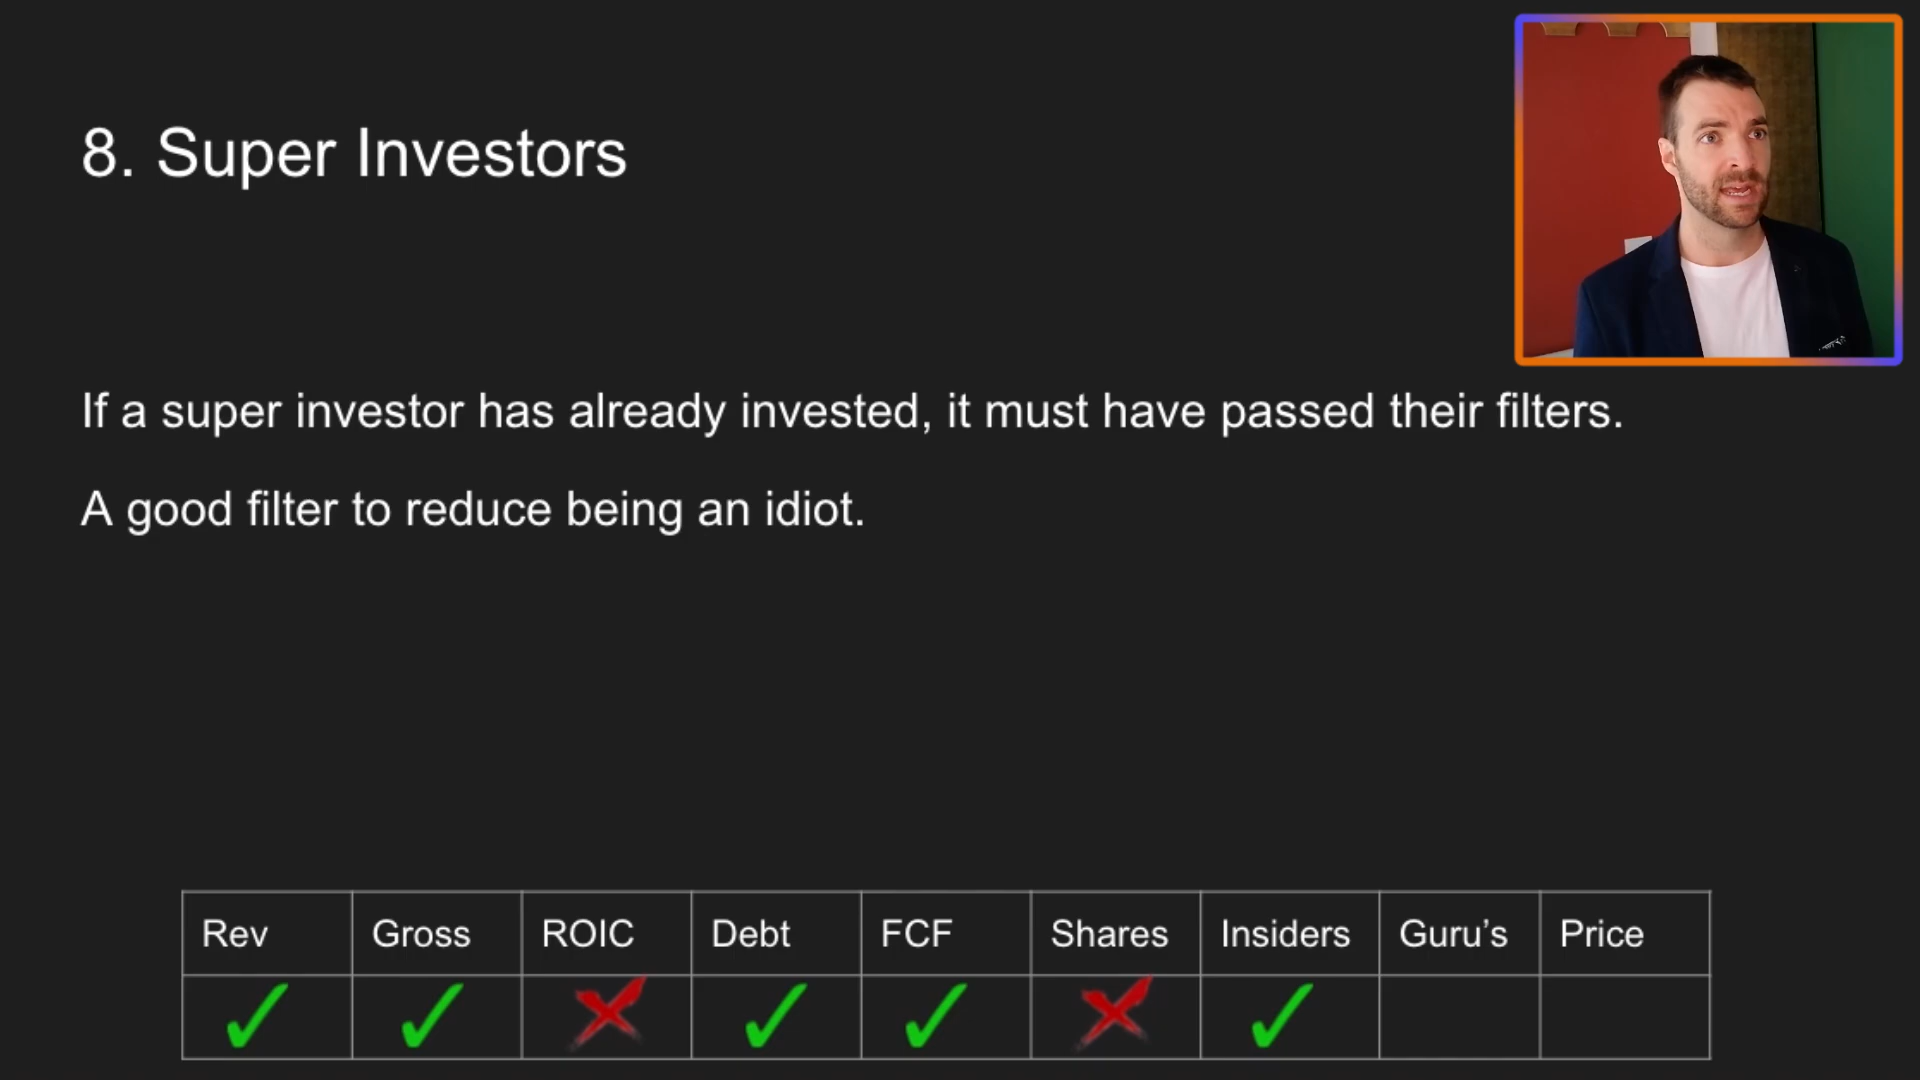 8. Super Investors
If a super investor has already invested, it must have passed their filters.
A good filter to reduce being an idiot.
Rev Gross ROIC Debt FCF Shares Insiders Guru’s Price